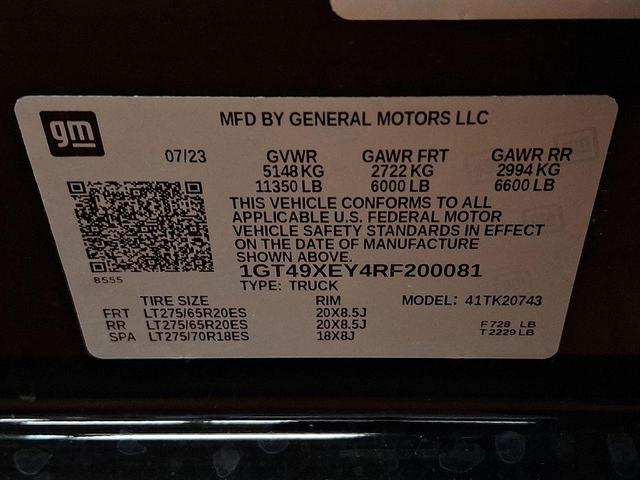 gm
MFD BY GENERAL MOTORS LLC
07/23 GVWR GAWR FRT GAWR RR
5148 KG 2722 KG 2994 KG
11350 LB 6000 LB 6600 LB
THIS VEHICLE CONFORMS TO ALL
APPLICABLE U.S. FEDERAL MOTOR
VEHICLE SAFETY STANDARDS IN EFFECT
ON THE DATE OF MANUFACTURE
SHOWN ABOVE.
8555
1GT49XEY4RF200081
TYPE: TRUCK
TIRE SIZE RIM MODEL: 41TK20743
FRT LT275/65R20ES 20X8.5J
RR LT275/65R20ES 20X8.5J
SPA LT275/70R18ES 18X8J
F728 LB
T2229 LB